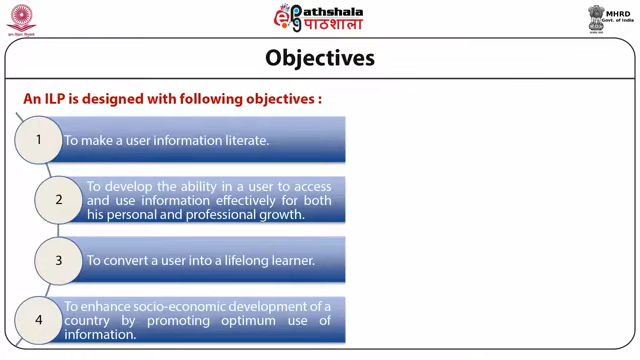 Pathshala
पाठशाला
MHRD
Govt. of India
Objectives
An ILP is designed with following objectives :
1
To make a user information literate.
2
To develop the ability in a user to access
and use information effectively for both
his personal and professional growth.
3
To convert a user into a lifelong learner.
4
To enhance socio-economic development of a
country by promoting optimum use of
information.